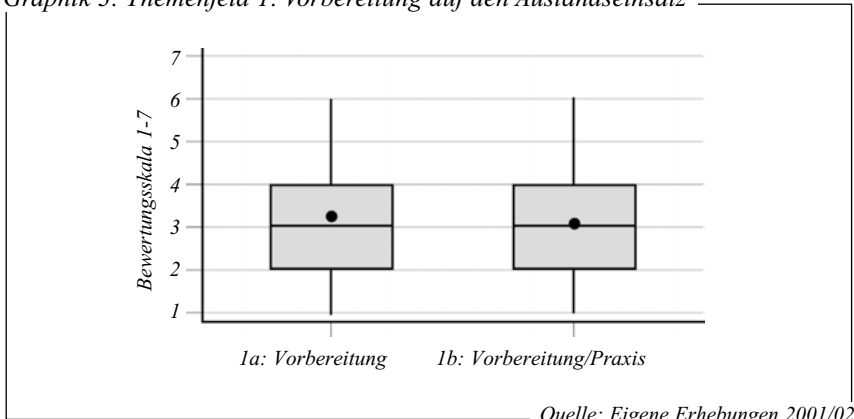 Graphik 3: Themenfeld 1: Vorbereitung auf den Auslandseinsatz
Bewertungsskala 1-7
7
6
5
4
3
2
1
1a: Vorbereitung 1b: Vorbereitung/Praxis
Quelle: Eigene Erhebungen 2001/02